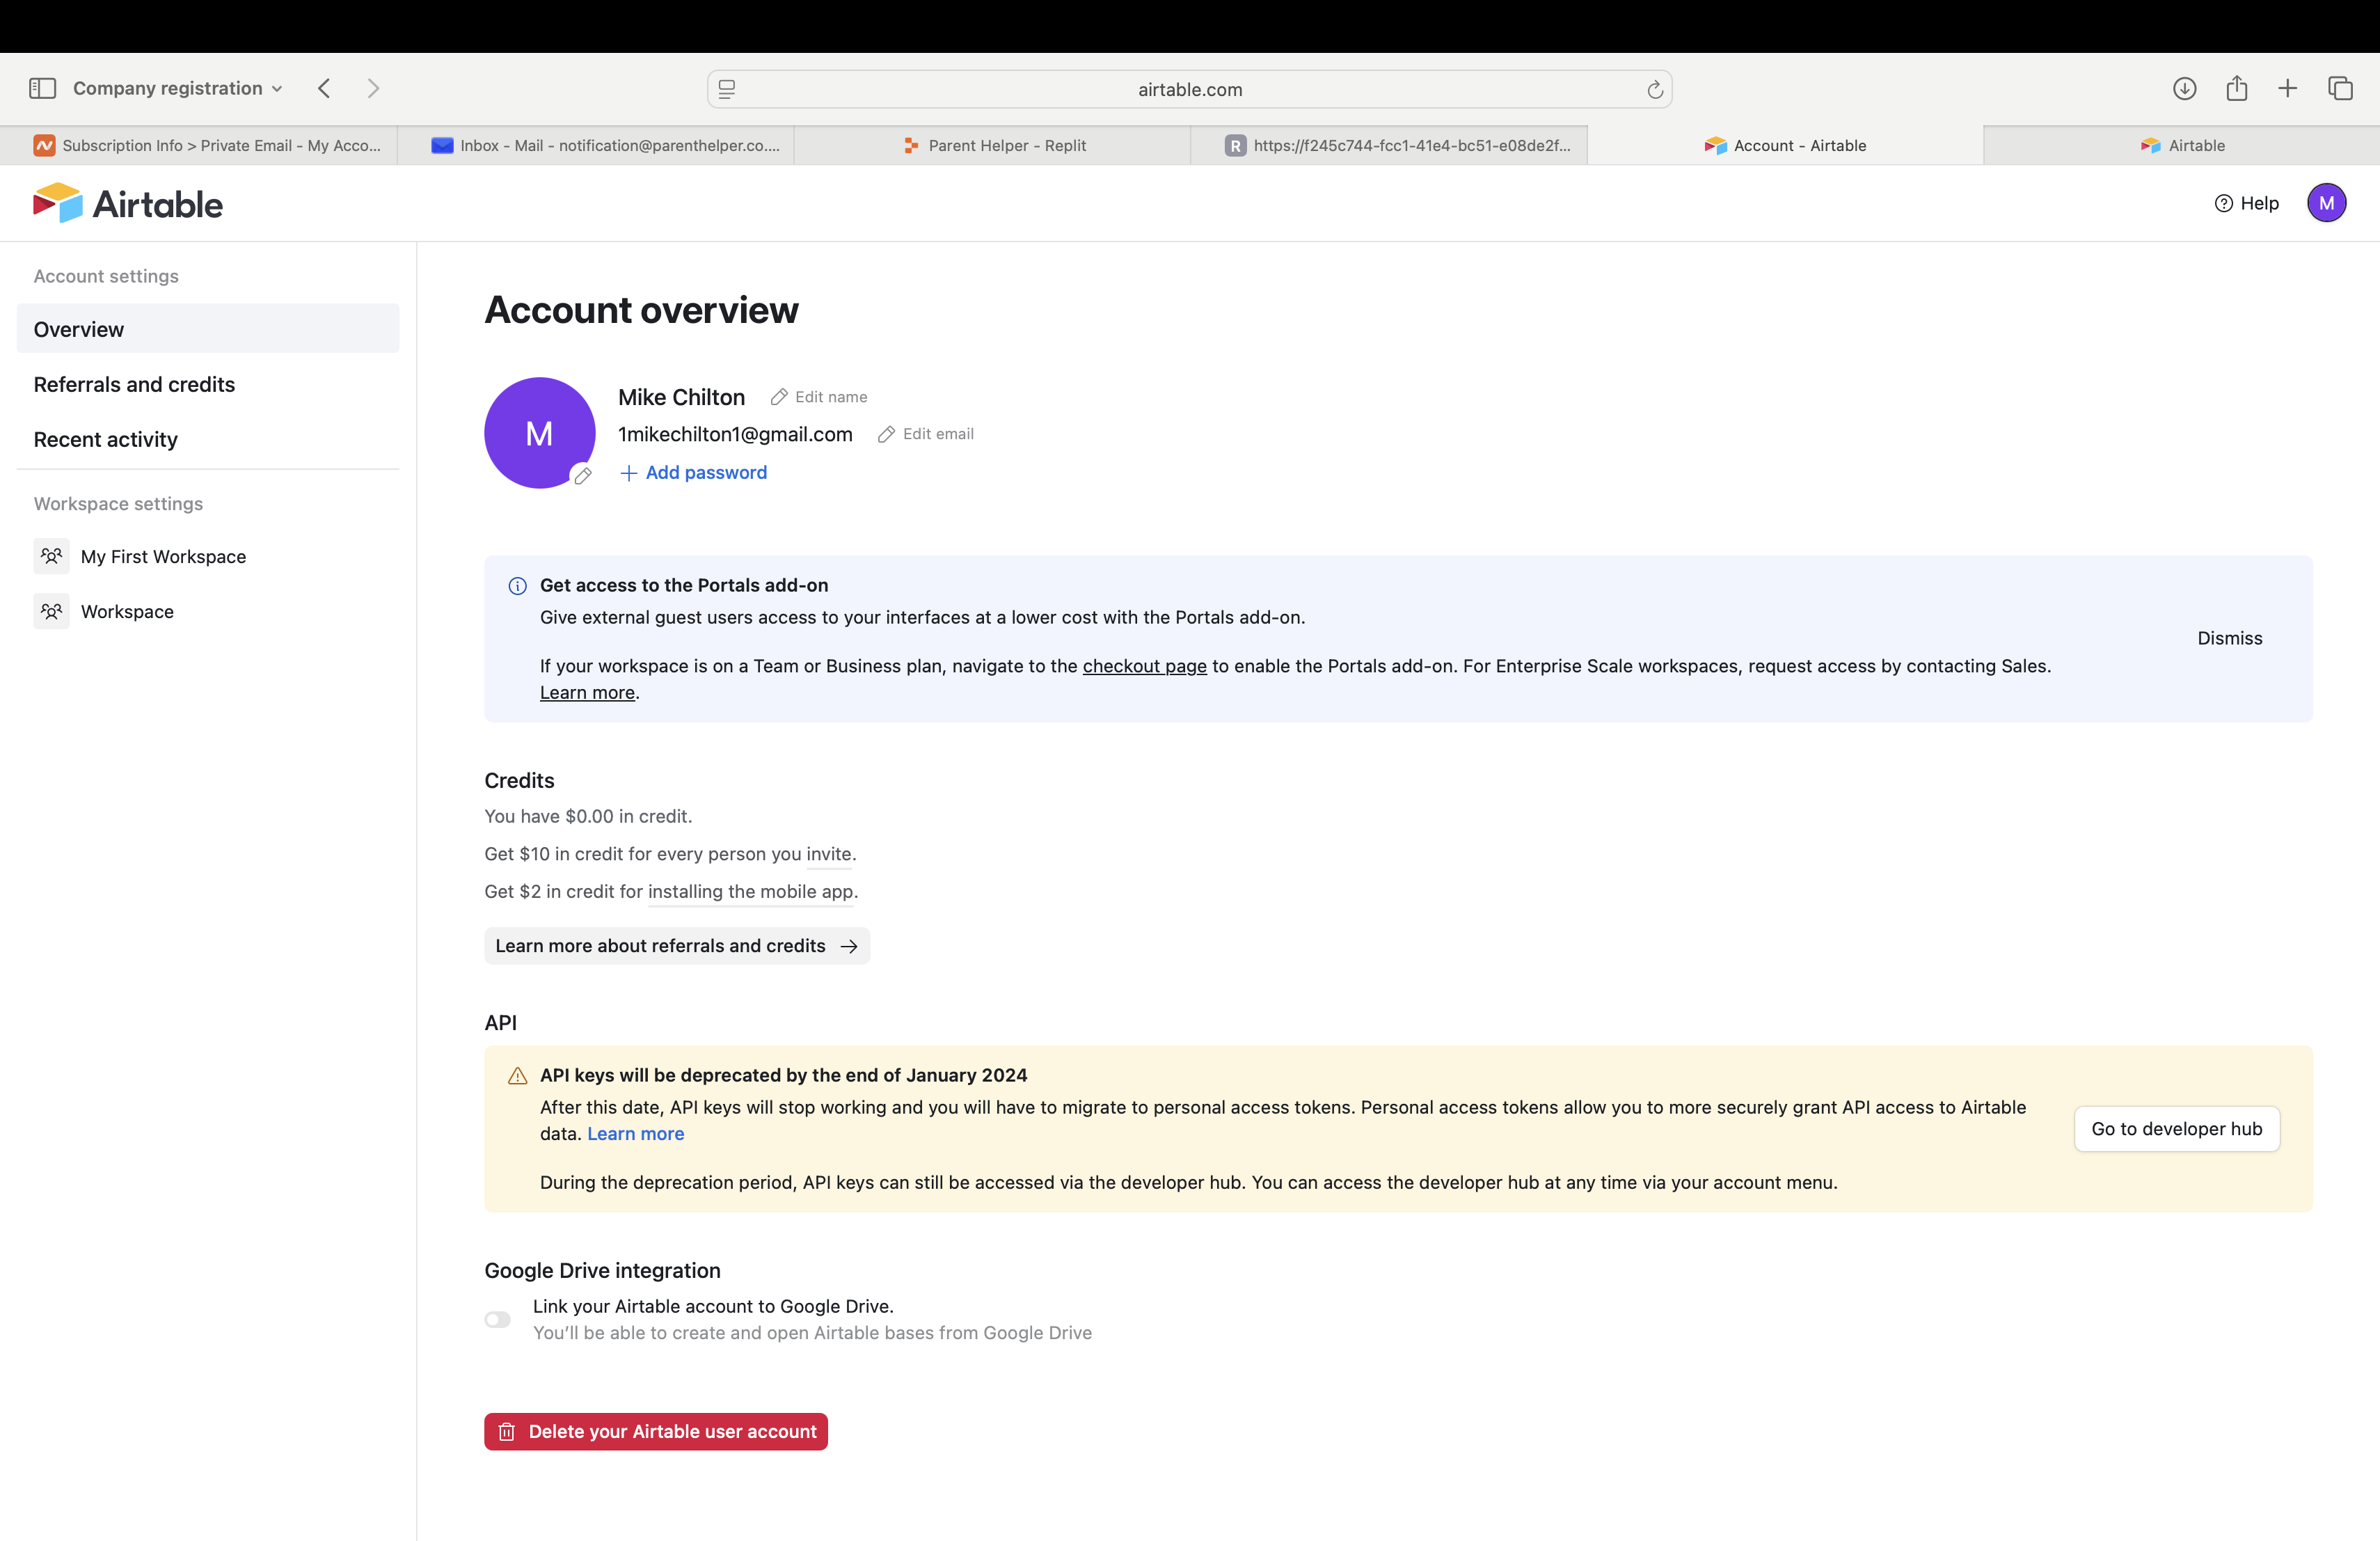 Company registration
airtable.com
Subscription Info > Private Email - My Acco...
Inbox - Mail - notification@parenthelper.co....
Parent Helper - Replit
R
https://f245c744-fcc1-41e4-bc51-e08de2f...
Account - Airtable
Airtable
Airtable
Help
M
Account settings
Overview
Referrals and credits
Recent activity
Workspace settings
My First Workspace
Workspace
Account overview
M
Mike Chilton
Edit name
1mikechilton1@gmail.com
Edit email
+ Add password
Get access to the Portals add-on
Give external guest users access to your interfaces at a lower cost with the Portals add-on.
If your workspace is on a Team or Business plan, navigate to the checkout page to enable the Portals add-on. For Enterprise Scale workspaces, request access by contacting Sales.
Learn more.
Dismiss
Credits
You have $0.00 in credit.
Get $10 in credit for every person you invite.
Get $2 in credit for installing the mobile app.
Learn more about referrals and credits →
API
API keys will be deprecated by the end of January 2024
After this date, API keys will stop working and you will have to migrate to personal access tokens. Personal access tokens allow you to more securely grant API access to Airtable
data. Learn more
During the deprecation period, API keys can still be accessed via the developer hub. You can access the developer hub at any time via your account menu.
Go to developer hub
Google Drive integration
Link your Airtable account to Google Drive.
You’ll be able to create and open Airtable bases from Google Drive
Delete your Airtable user account